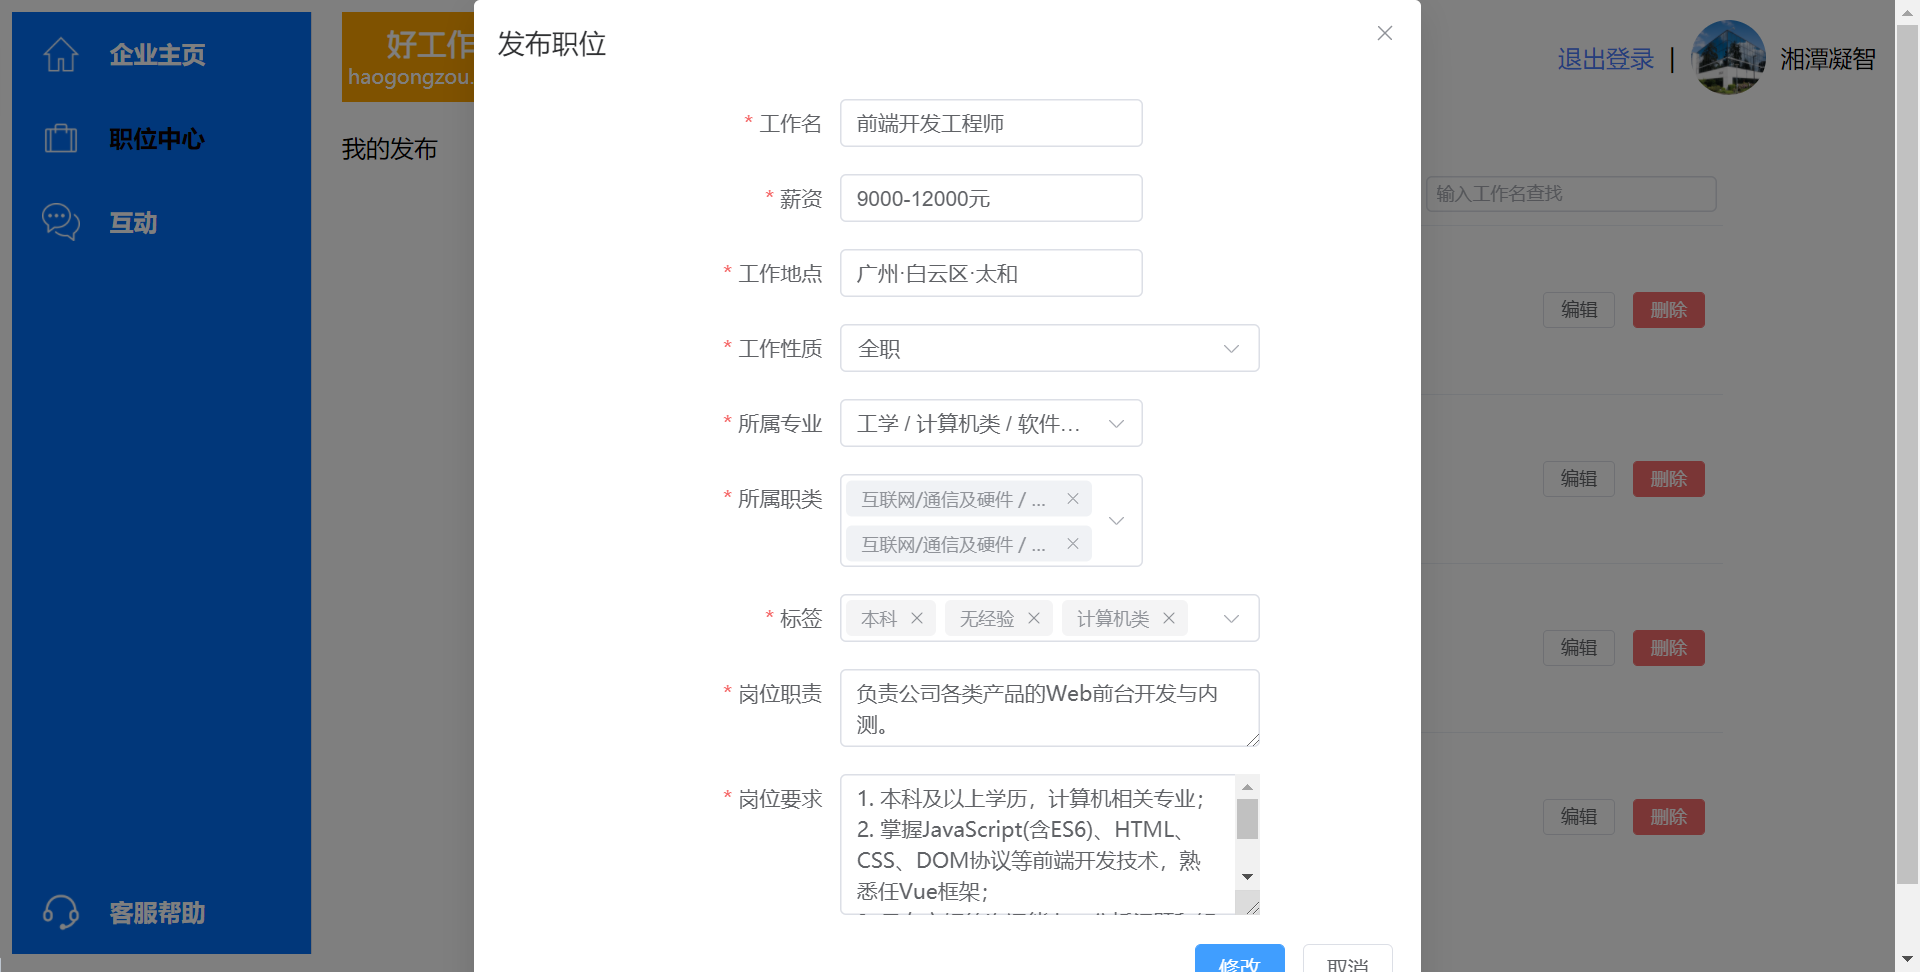 企业主页
职位中心
互动
客服帮助
好工作
haogongzou.
我的发布
退出登录 |
湘潭凝智
输入工作名查找
编辑 删除
编辑 删除
编辑 删除
编辑 删除
发布职位
* 工作名 前端开发工程师
* 薪资 9000-12000元
* 工作地点 广州·白云区·太和
* 工作性质 全职
* 所属专业 工学 / 计算机类 / 软件...
* 所属职类 互联网/通信及硬件 / ...
互联网/通信及硬件 / ...
* 标签 本科 无经验 计算机类
* 岗位职责 负责公司各类产品的Web前台开发与内
测。
* 岗位要求 1. 本科及以上学历，计算机相关专业；
2. 掌握JavaScript(含ES6)、HTML、
CSS、DOM协议等前端开发技术，熟
悉任Vue框架；
修改 取消